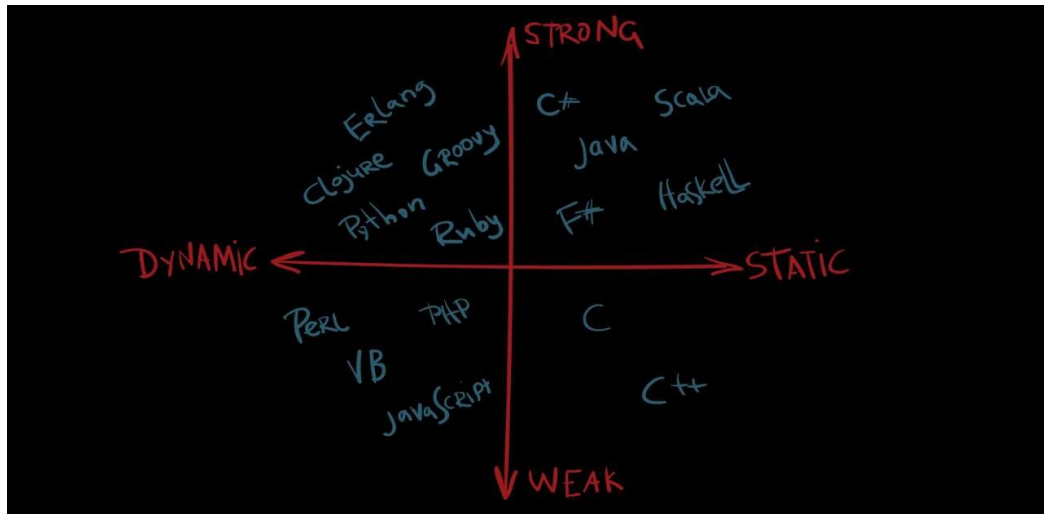 STRONG
C# Scala
ERLang
Java
GROOVY
Clojure
Haskell
Python
F#
Ruby
DYNAMiC
STATiC
PERL PHP C
VB
C++
JavaScript
WEAK